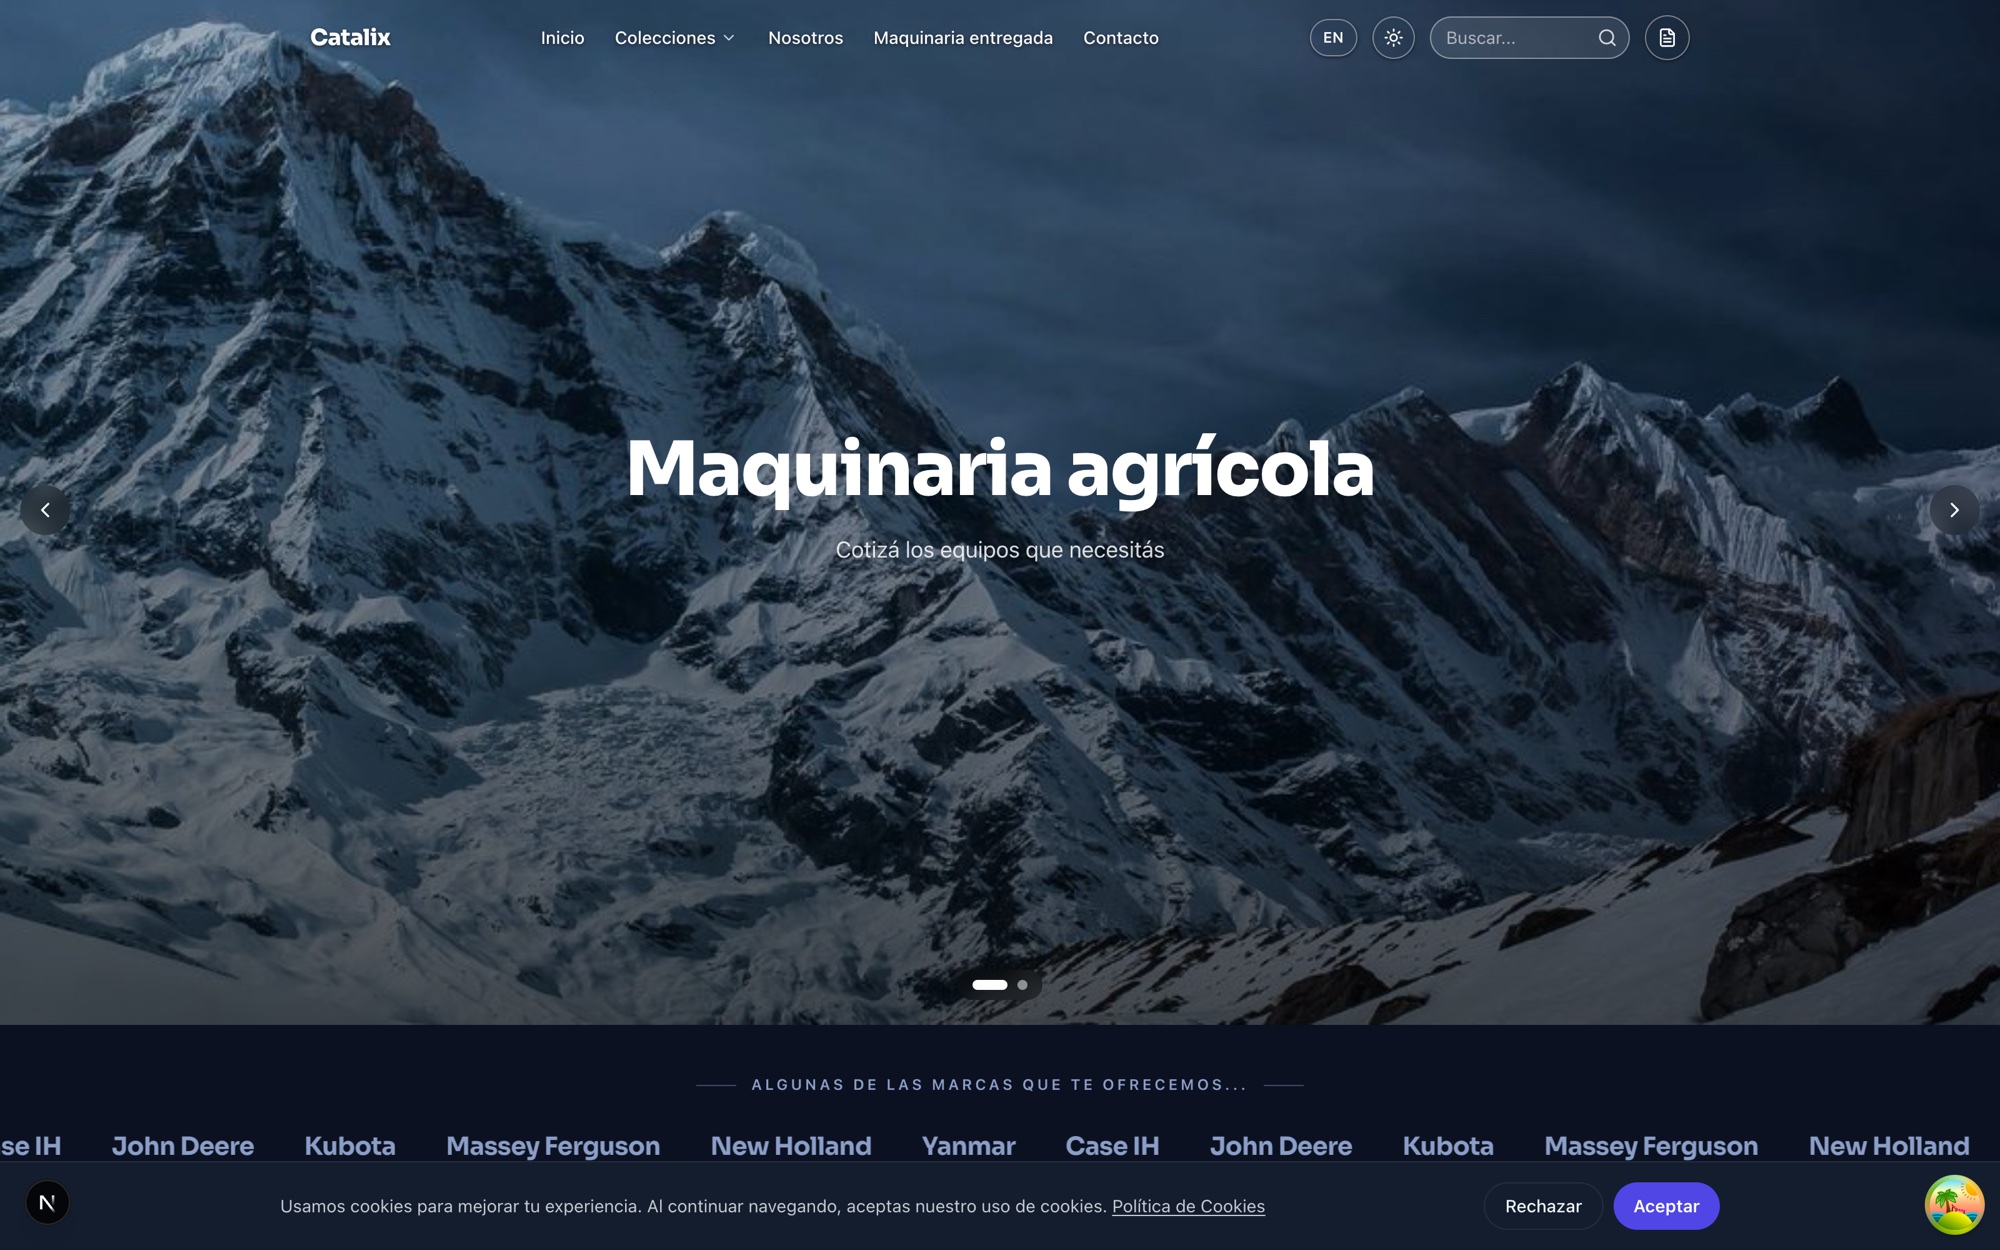 Catalix
Inicio
Colecciones
Nosotros
Maquinaria entregada
Contacto
EN
Buscar...
Maquinaria agrícola
Cotizá los equipos que necesitás
ALGUNAS DE LAS MARCAS QUE TE OFRECEMOS...
se IH John Deere Kubota Massey Ferguson New Holland Yanmar Case IH John Deere Kubota Massey Ferguson New Holland
N
Usamos cookies para mejorar tu experiencia. Al continuar navegando, aceptas nuestro uso de cookies. Política de Cookies
Rechazar
Aceptar